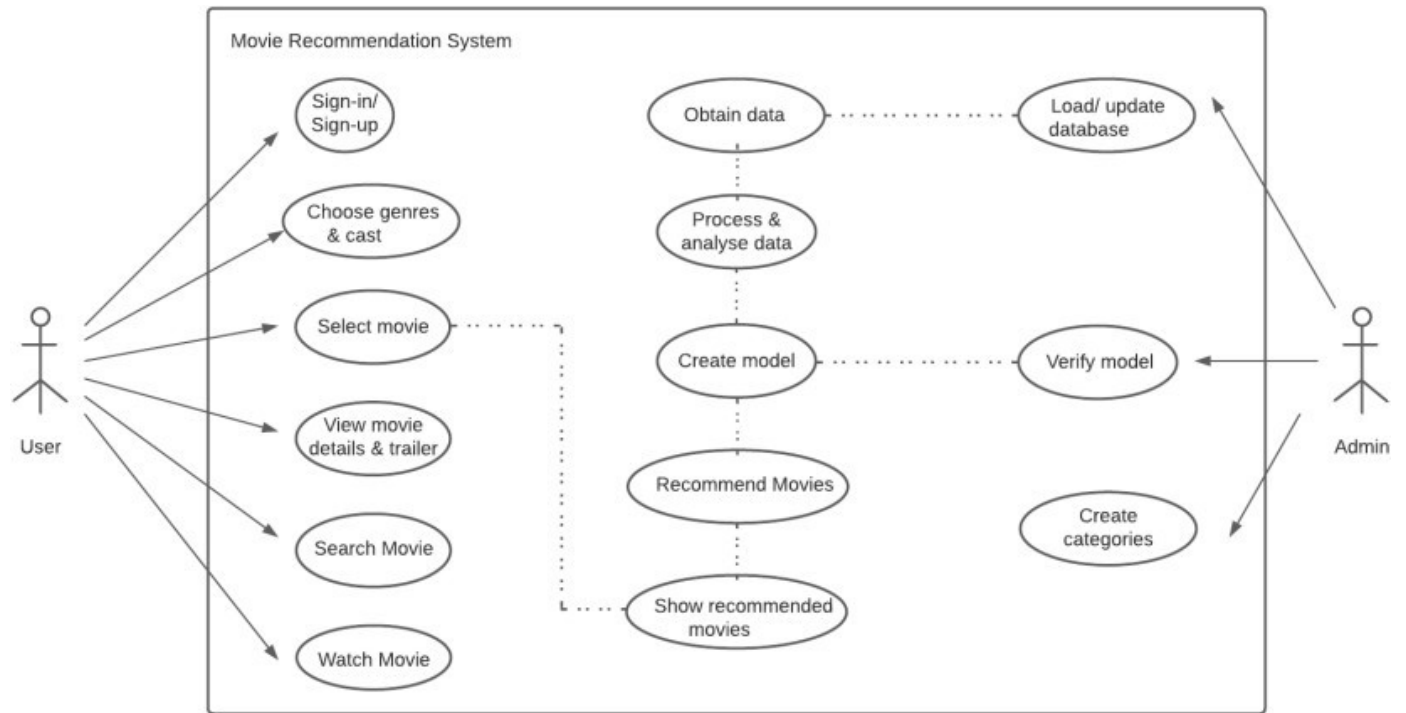 Movie Recommendation System
Sign-in/
Sign-up
Choose genres
& cast
Select movie
View movie
details & trailer
Search Movie
Watch Movie
Obtain data
Process &
analyse data
Create model
Recommend Movies
Show recommended
movies
Load/ update
database
Verify model
Create
categories
User
Admin